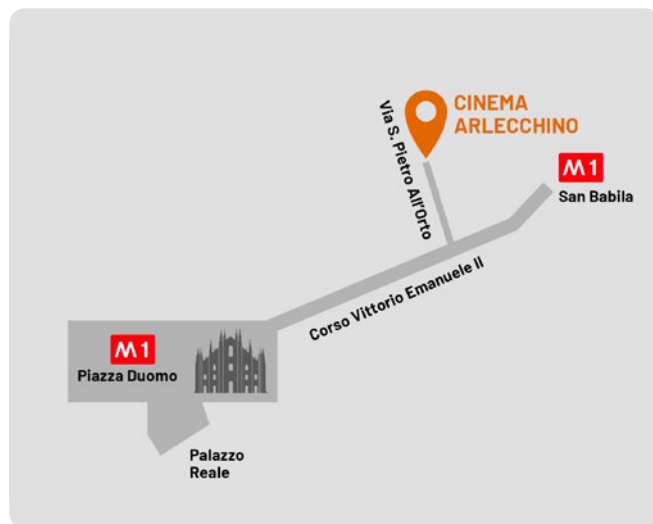 CINEMA
ARLECCHINO
Via S. Pietro All'Orto
M1
San Babila
Corso Vittorio Emanuele II
M1
Piazza Duomo
Palazzo
Reale